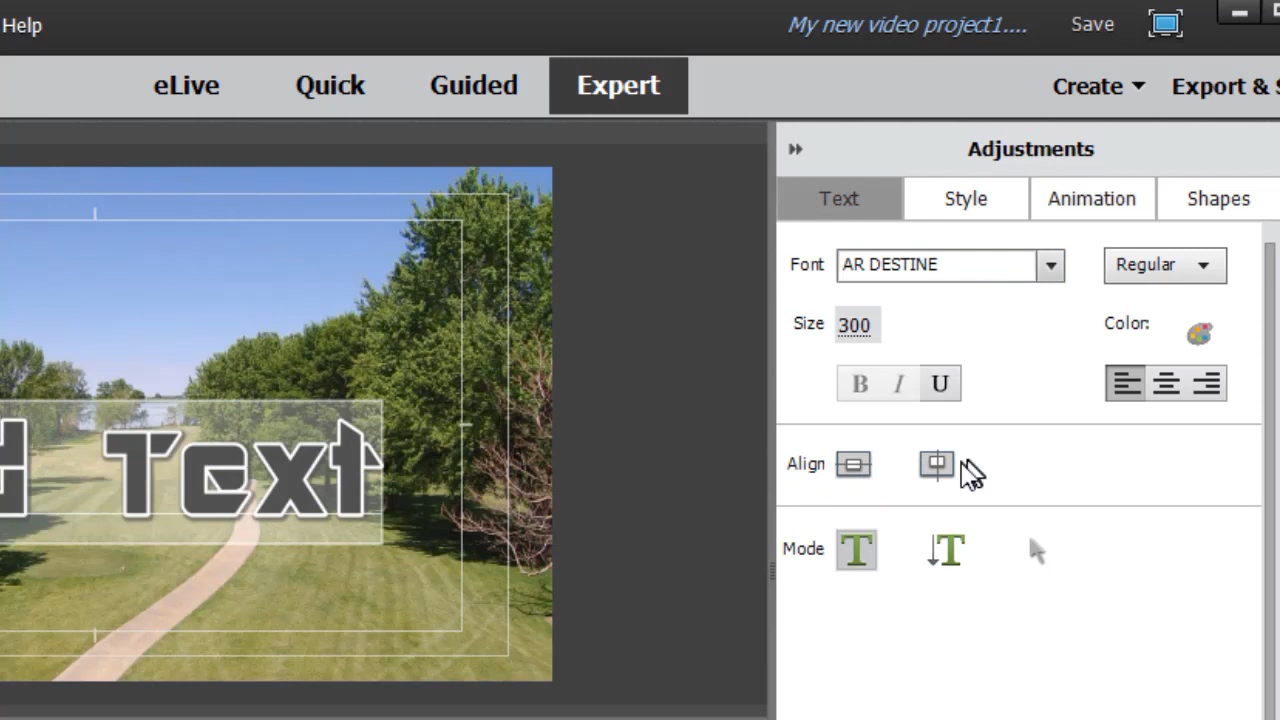 Help
My new video project1....
Save
eLive
Quick
Guided
Expert
Create
Export &
Adjustments
Text
Style
Animation
Shapes
Font
AR DESTINE
Regular
Size
300
Color:
B I U
Align
Mode
T
T
Text